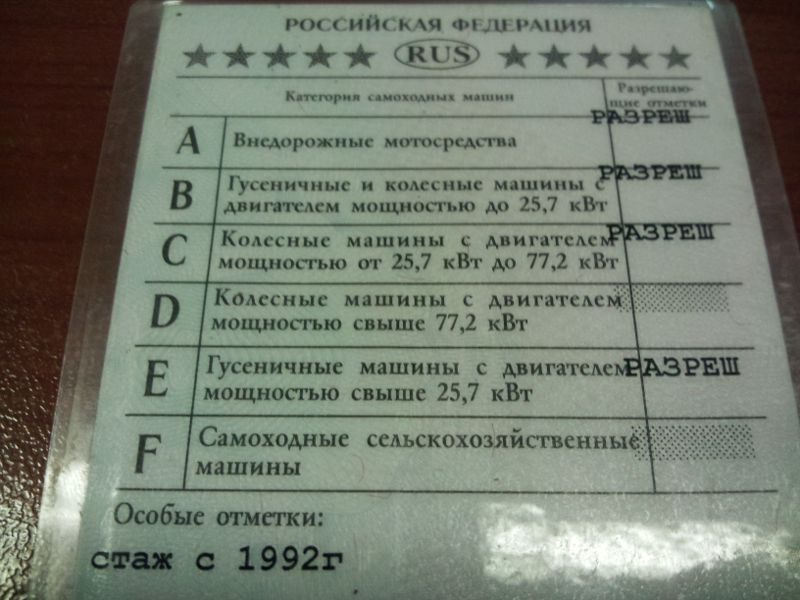 РОССИЙСКАЯ ФЕДЕРАЦИЯ
RUS
Категория самоходных машин
Разрешаю-
щие отметки
РАЗРЕШ
A Внедорожные мотосредства
РАЗРЕШ
B Гусеничные и колесные машины с
двигателем мощностью до 25,7 кВт
РАЗРЕШ
C Колесные машины с двигателем
мощностью от 25,7 кВт до 77,2 кВт
D Колесные машины с двигателем
мощностью свыше 77,2 кВт
E Гусеничные машины с двигателем РАЗРЕШ
мощностью свыше 25,7 кВт
F Самоходные сельскохозяйственные
машины
Особые отметки:
стаж с 1992г